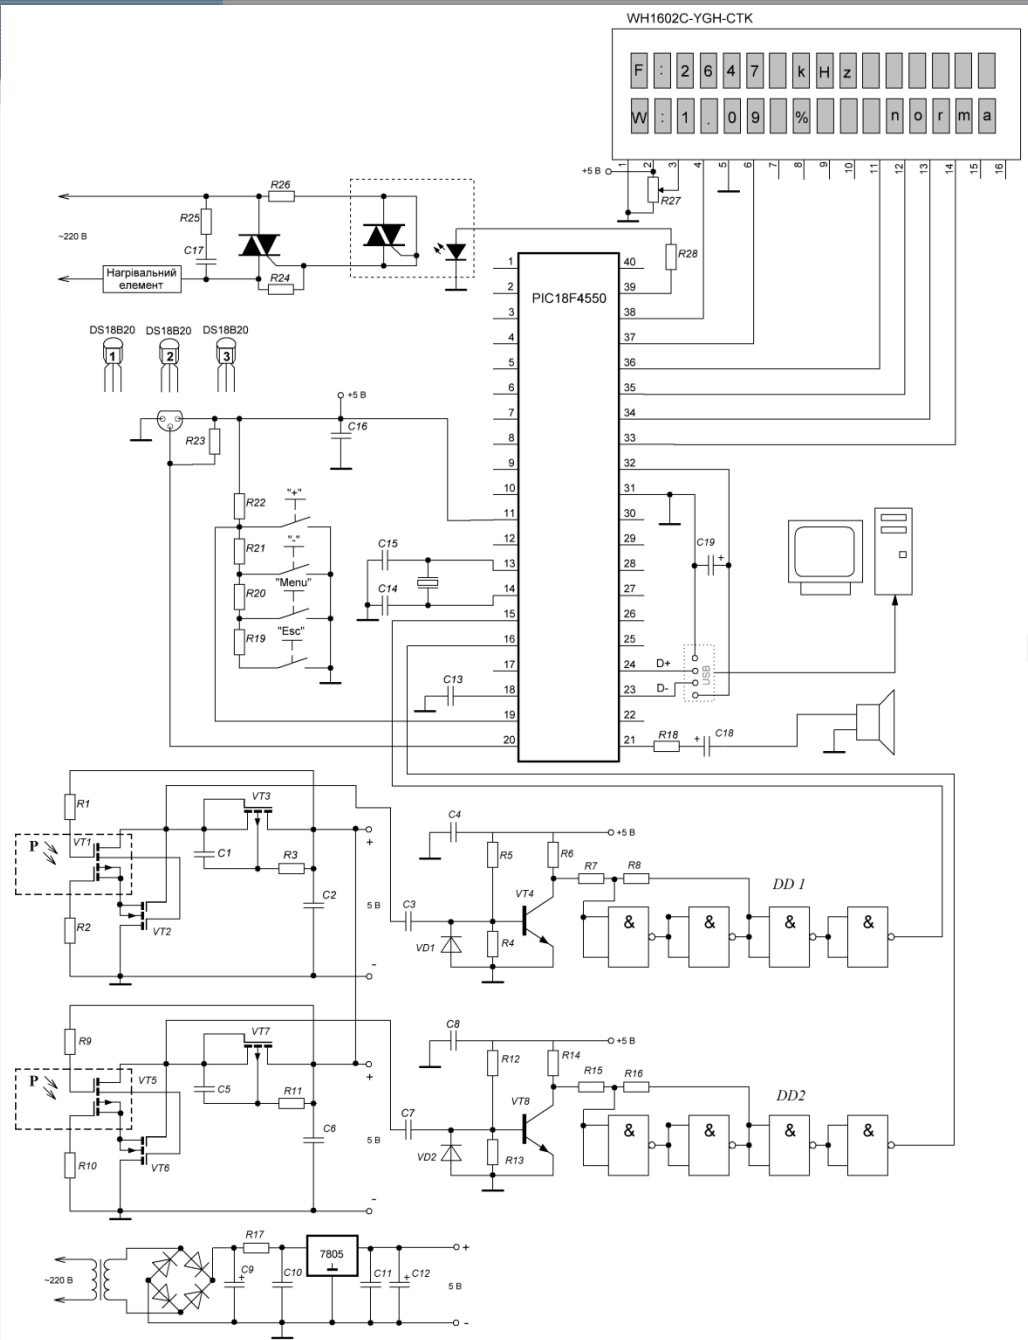 WH1602C-YGH-CTK
F : 2 6 4 7 k H z
W : 1 . 0 9 % n o r m a
1 2 3 4 5 6 7 8 9 10 11 12 13 14 15 16
+5 В
R27
R26
R25
~220 В
C17
R24
Нагрівальний
елемент
R28
PIC18F4550
1 40
2 39
3 38
4 37
5 36
6 35
7 34
8 33
9 32
10 31
11 30
12 29
13 28
14 27
15 26
16 25
17 24
18 23
19 22
20 21
DS18B20 DS18B20 DS18B20
1 2 3
+5 В
R23
C16
R22
"+"
R21
"-"
R20
"Menu"
R19
"Esc"
C15
C14
C13
C19
+
D+
D-
USB
R18
+
C18
R1
VT3
P
VT1
C1
R3
C2
R2
VT2
+
5 В
-
C4
+5 В
R5
R6
R7
R8
DD 1
VT4
C3
VD1
R4
& & & &
R9
VT7
P
VT5
C5
R11
C6
R10
VT6
+
5 В
-
C8
+5 В
R12
R14
R15
R16
DD2
VT8
C7
VD2
R13
& & & &
~220 В
R17
7805
C9
+
C10
C11
+
C12
+
5 В
-